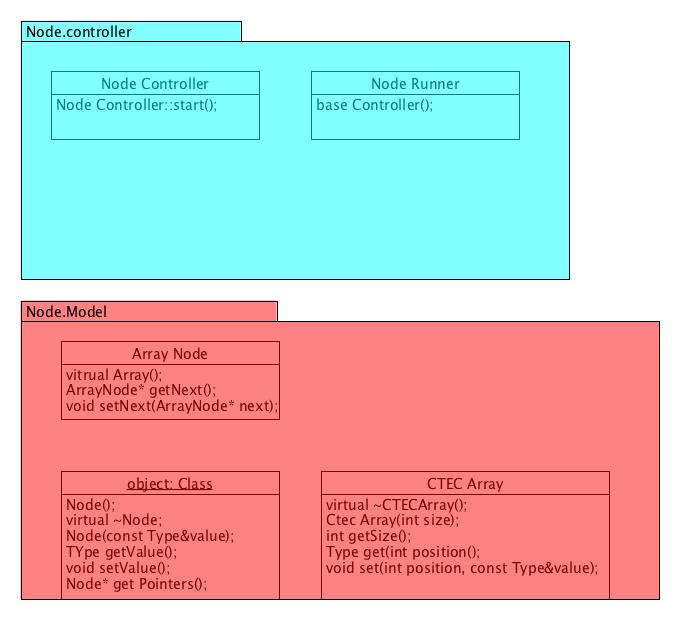 Node.controller
Node Controller
Node Controller::start();
Node Runner
base Controller();
Node.Model
Array Node
vitrual Array();
ArrayNode* getNext();
void setNext(ArrayNode* next);
object: Class
Node();
virtual ~Node;
Node(const Type&value);
TYpe getValue();
void setValue();
Node* get Pointers();
CTEC Array
virtual ~CTECArray();
Ctec Array(int size);
int getSize();
Type get(int position();
void set(int position, const Type&value);